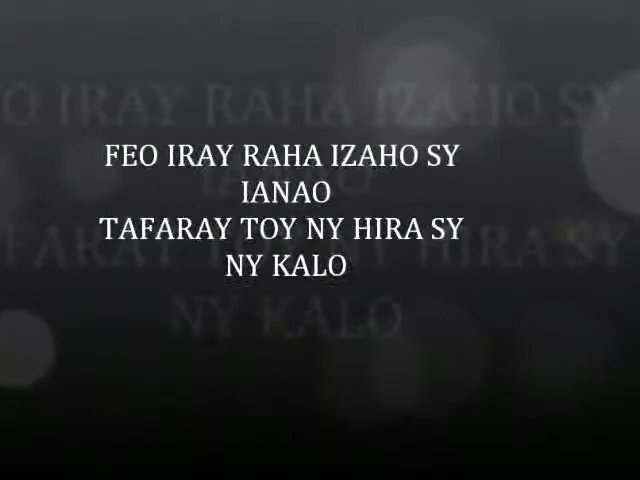 FEO IRAY RAHA IZAHO SY
IANAO
TAFARAY TOY NY HIRA SY
NY KALO